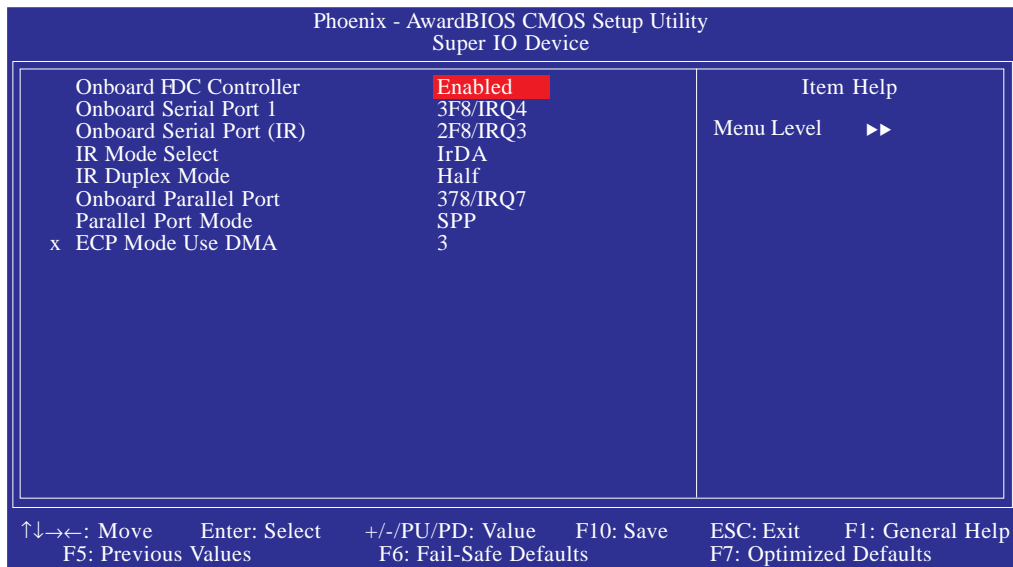 Phoenix - AwardBIOS CMOS Setup Utility
Super IO Device
Onboard FDC Controller Enabled
Onboard Serial Port 1 3F8/IRQ4
Onboard Serial Port (IR) 2F8/IRQ3
IR Mode Select IrDA
IR Duplex Mode Half
Onboard Parallel Port 378/IRQ7
Parallel Port Mode SPP
x ECP Mode Use DMA 3
Item Help
Menu Level ▶▶
↑↓→←: Move Enter: Select +/-/PU/PD: Value F10: Save ESC: Exit F1: General Help
F5: Previous Values F6: Fail-Safe Defaults F7: Optimized Defaults